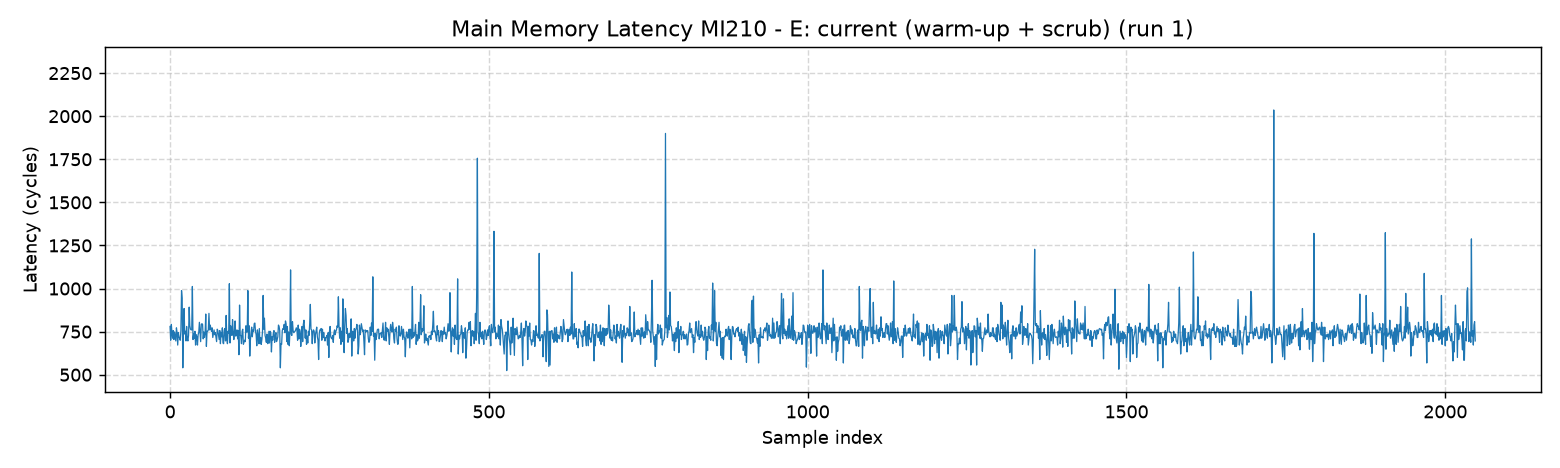 Main Memory Latency MI210 - E: current (warm-up + scrub) (run 1)
2250
2000
1750
1500
1250
1000
750
500
Latency (cycles)
0 500 1000 1500 2000
Sample index